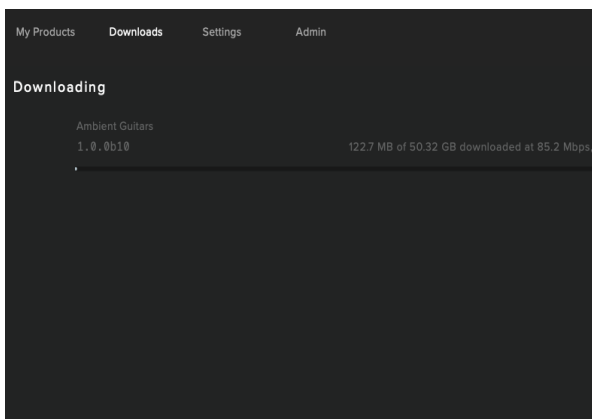 My Products Downloads Settings Admin
Downloading
Ambient Guitars
1.0.0b10 122.7 MB of 50.32 GB downloaded at 85.2 Mbps,